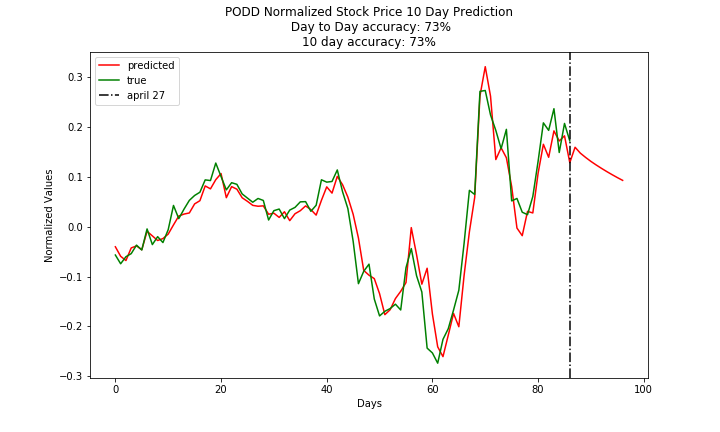 PODD Normalized Stock Price 10 Day Prediction
Day to Day accuracy: 73%
10 day accuracy: 73%
predicted
true
april 27
Normalized Values
0.3
0.2
0.1
0.0
−0.1
−0.2
−0.3
0 20 40 60 80 100
Days